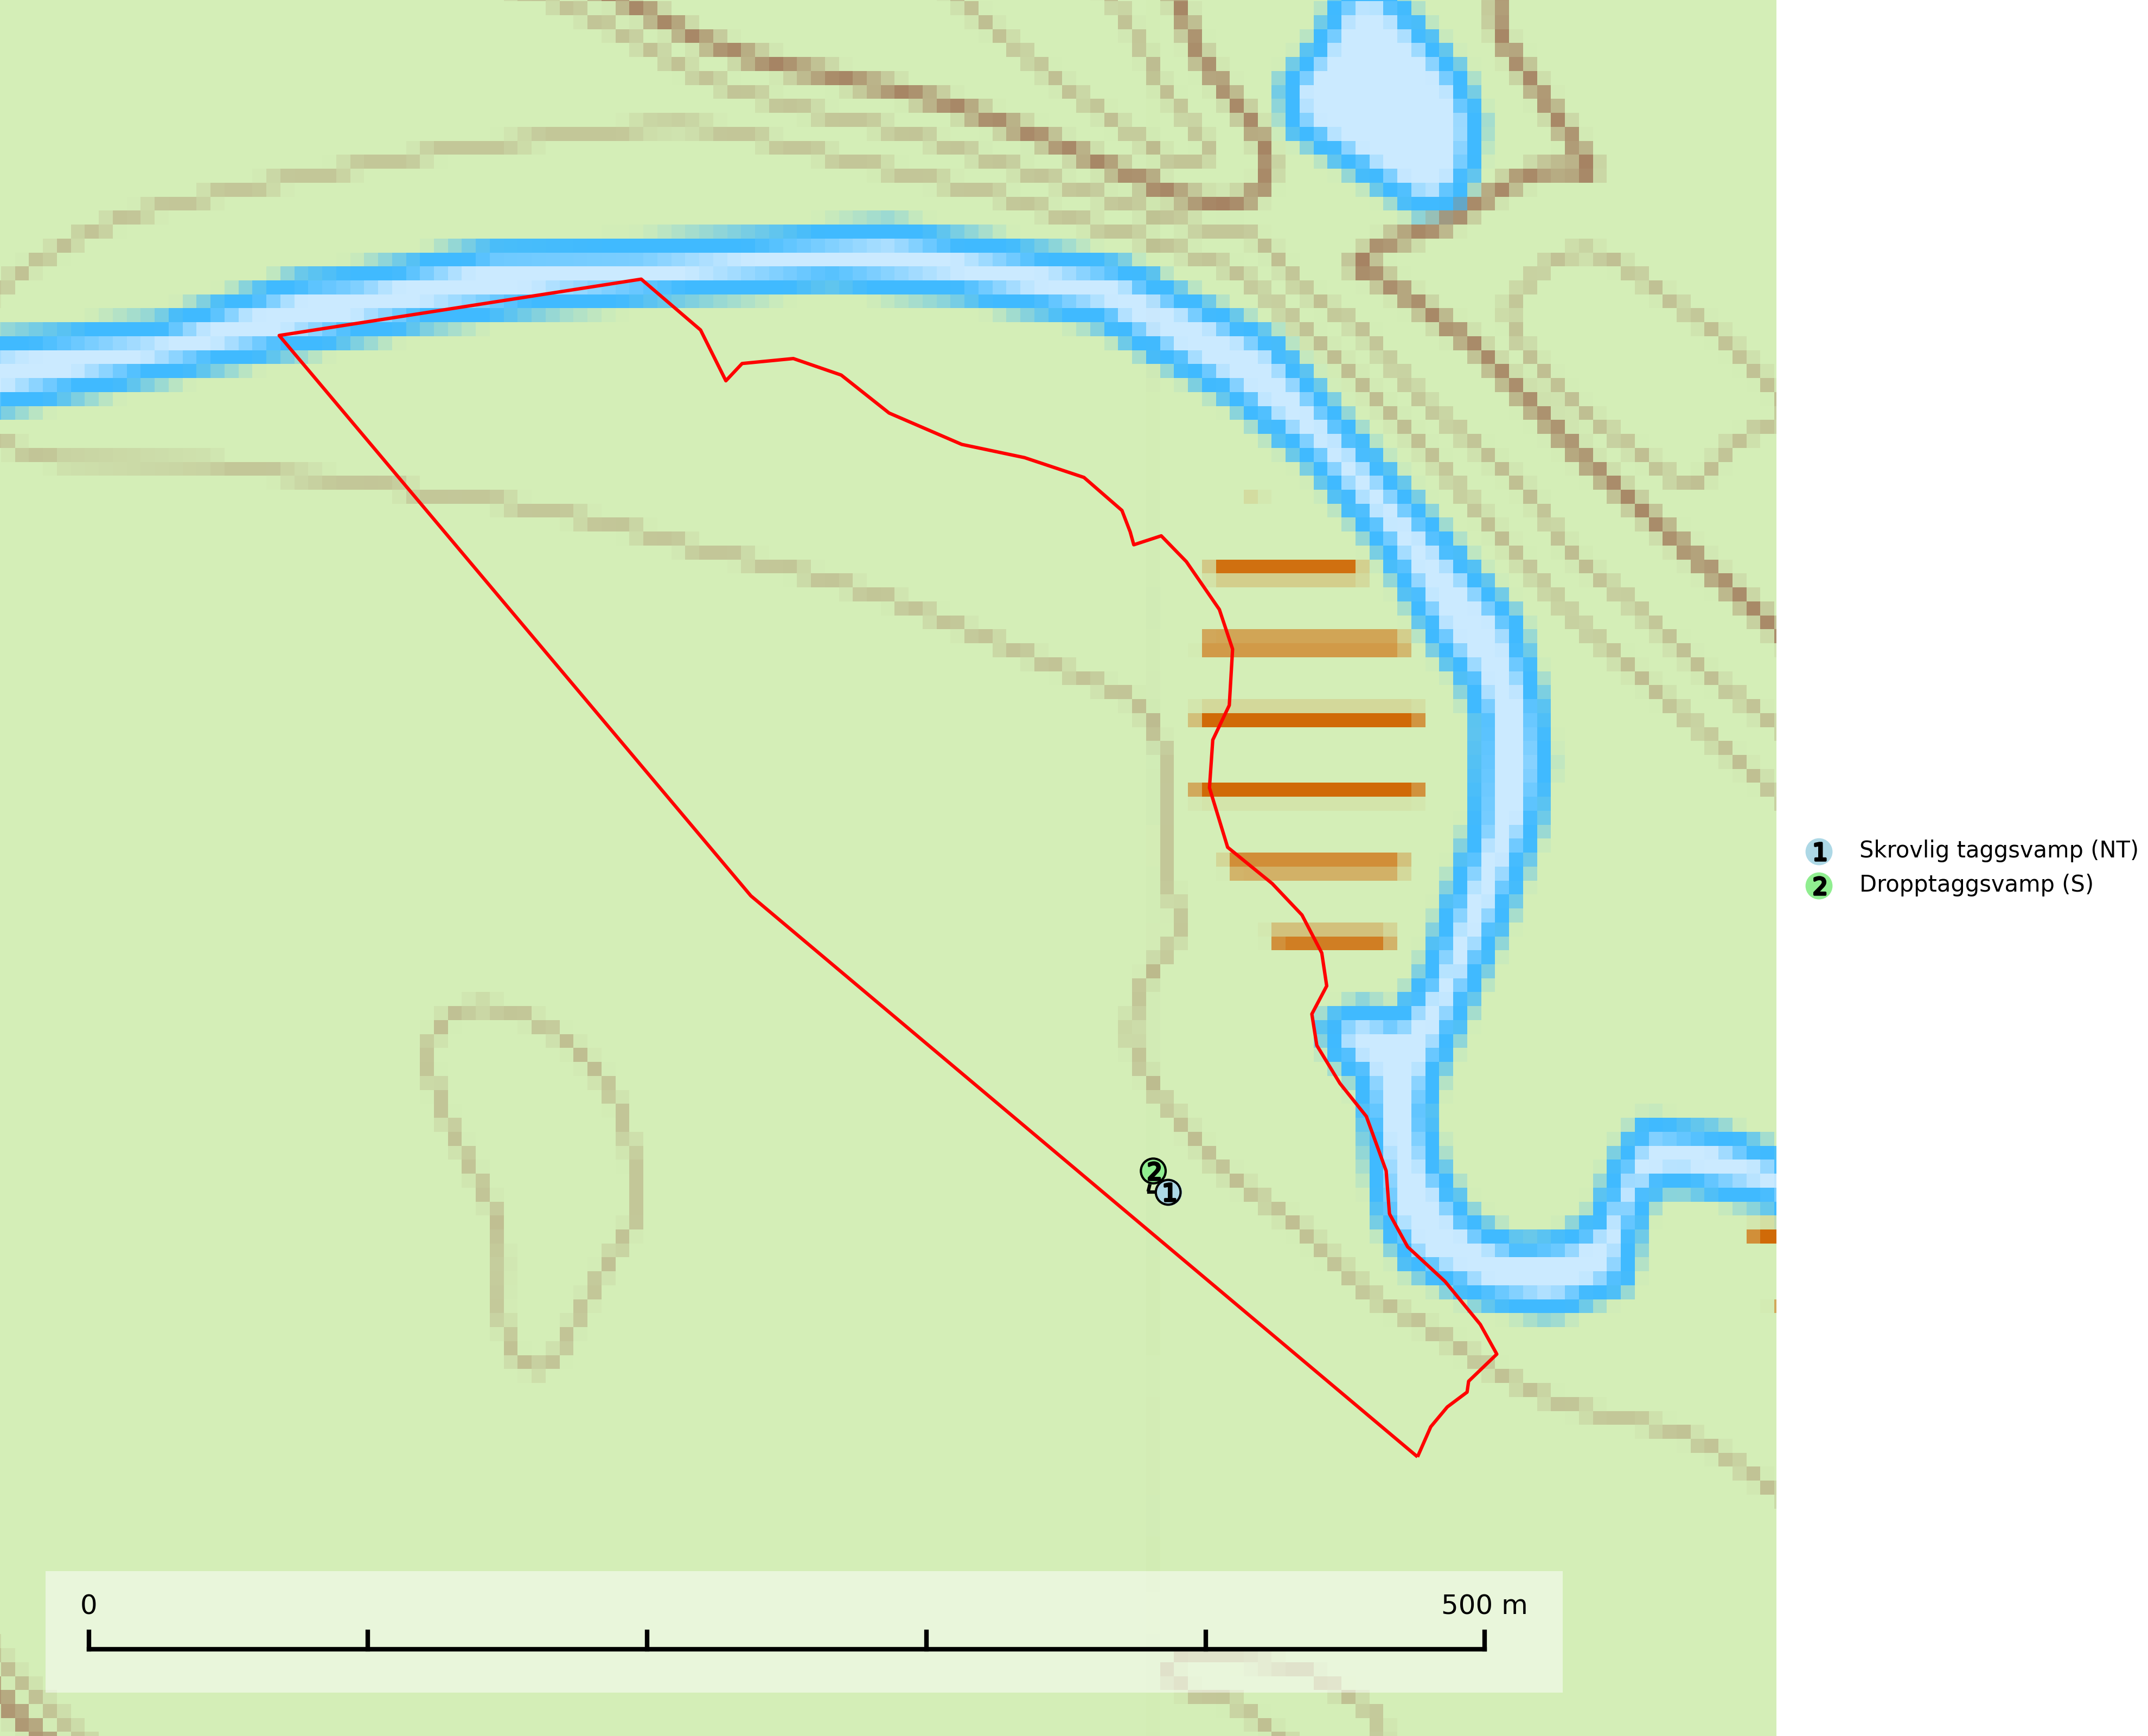 1 Skrovlig taggsvamp (NT)
2 Dropptaggsvamp (S)
2
1
0 500 m